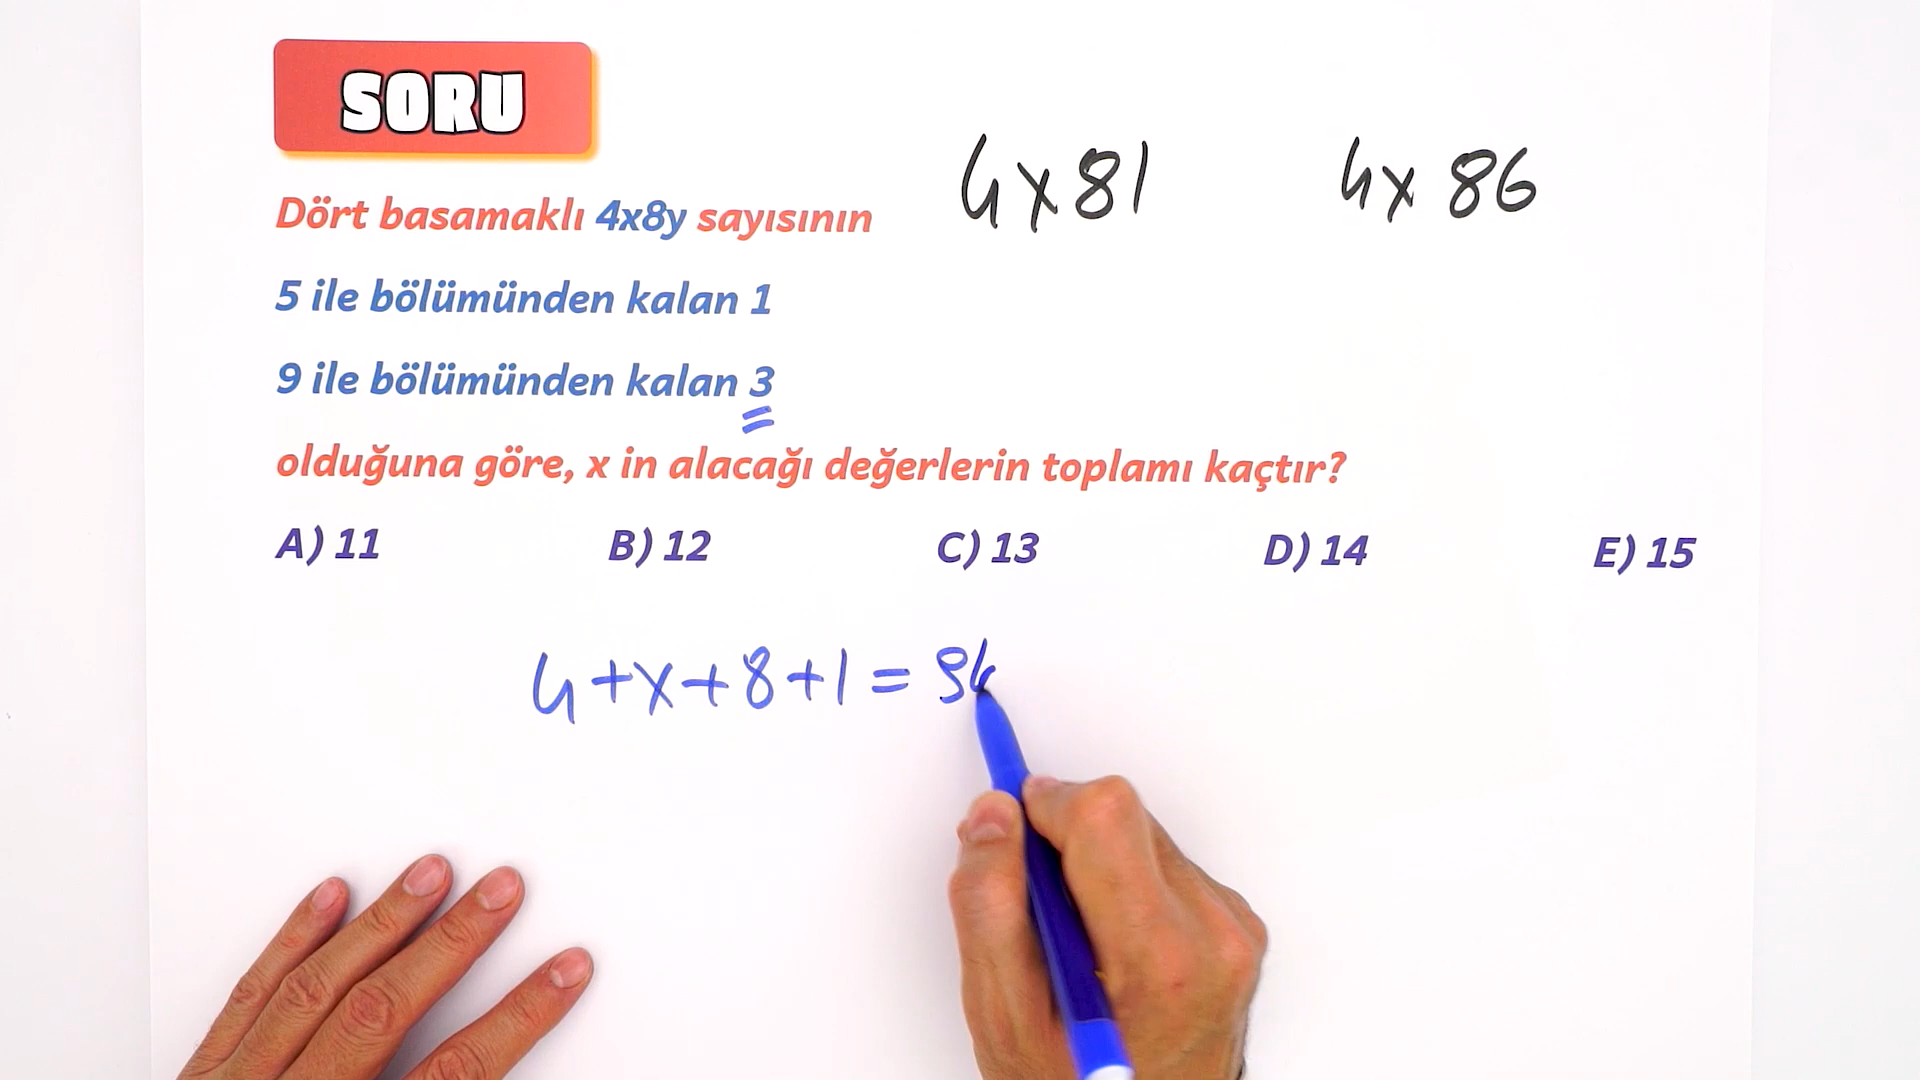 SORU
4x81 4x86
Dört basamaklı 4x8y sayısının
5 ile bölümünden kalan 1
9 ile bölümünden kalan 3
olduğuna göre, x in alacağı değerlerin toplamı kaçtır?
A) 11 B) 12 C) 13 D) 14 E) 15
4+x+8+1=9k